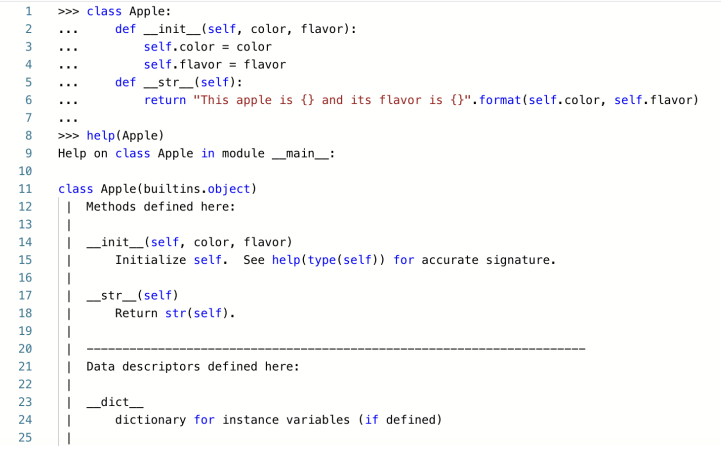 1 >>> class Apple:
2 ...     def __init__(self, color, flavor):
3 ...         self.color = color
4 ...         self.flavor = flavor
5 ...     def __str__(self):
6 ...         return "This apple is {} and its flavor is {}".format(self.color, self.flavor)
7 ...
8 >>> help(Apple)
9 Help on class Apple in module __main__:
10
11 class Apple(builtins.object)
12  |  Methods defined here:
13  |
14  |  __init__(self, color, flavor)
15  |      Initialize self.  See help(type(self)) for accurate signature.
16  |
17  |  __str__(self)
18  |      Return str(self).
19  |
20  |  ----------------------------------------------------------------------
21  |  Data descriptors defined here:
22  |
23  |  __dict__
24  |      dictionary for instance variables (if defined)
25  |